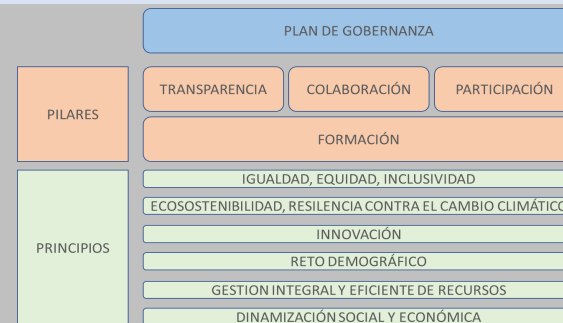 PLAN DE GOBERNANZA
PILARES
TRANSPARENCIA
COLABORACIÓN
PARTICIPACIÓN
FORMACIÓN
PRINCIPIOS
IGUALDAD, EQUIDAD, INCLUSIVIDAD
ECOSOSTENIBILIDAD, RESILENCIA CONTRA EL CAMBIO CLIMÁTICO
INNOVACIÓN
RETO DEMOGRÁFICO
GESTION INTEGRAL Y EFICIENTE DE RECURSOS
DINAMIZACIÓN SOCIAL Y ECONÓMICA